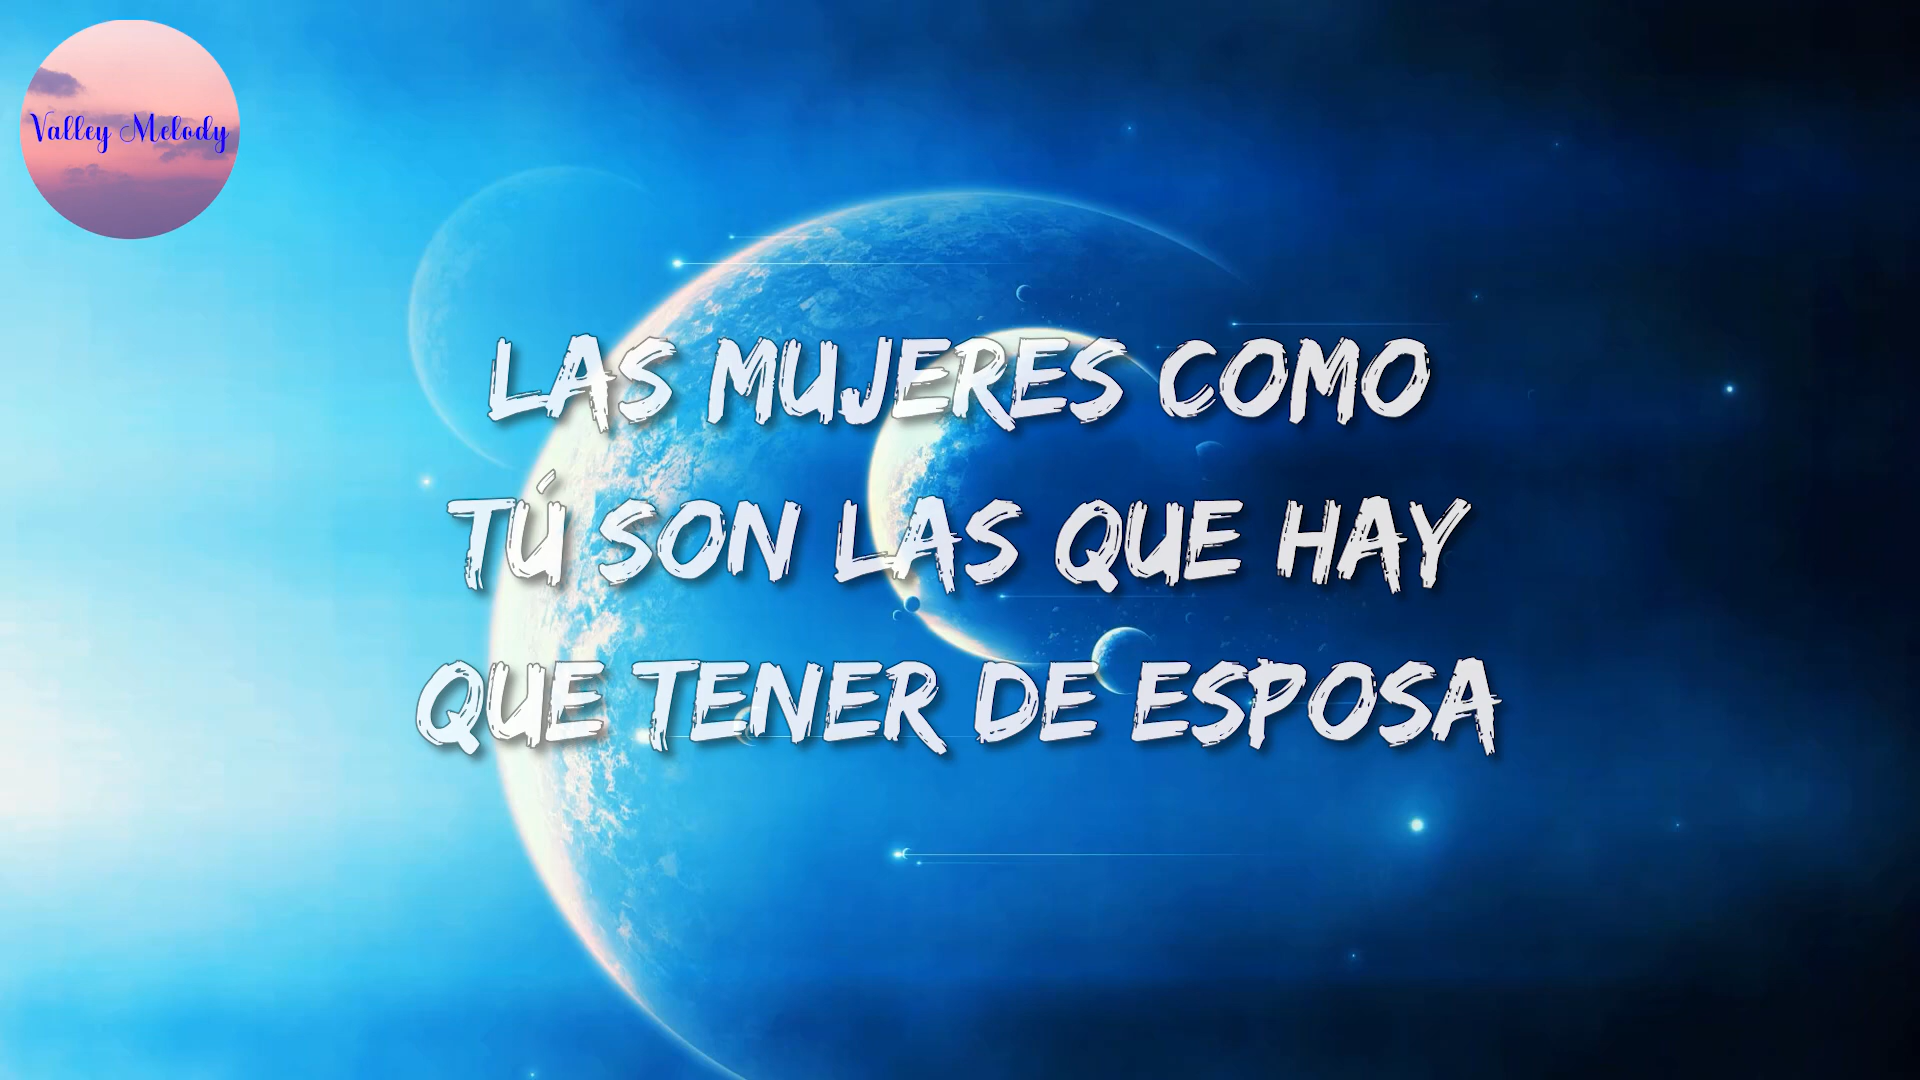 Valley Melody
LAS MUJERES COMO
TÚ SON LAS QUE HAY
QUE TENER DE ESPOSA